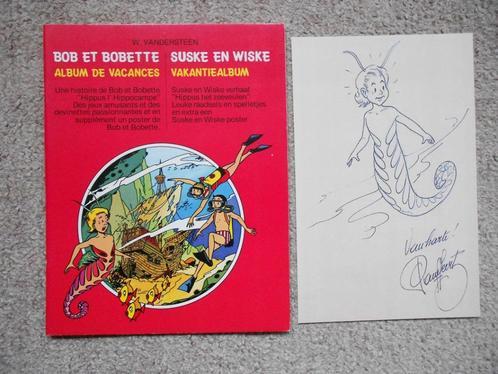 W. VANDERSTEEN
BOB ET BOBETTE
ALBUM DE VACANCES
Une histoire de Bob et Bobette
"Hippus l' Hippocampe"
Des jeux amusants et des
devinettes passionnantes et en
supplément un poster de
Bob et Bobette.
SUSKE EN WISKE
VAKANTIEALBUM
Suske en Wiske verhaal
"Hippus het zeeveulen"
Leuke raadsels en spelletjes
en extra een
Suske en Wiske poster
Van harte!